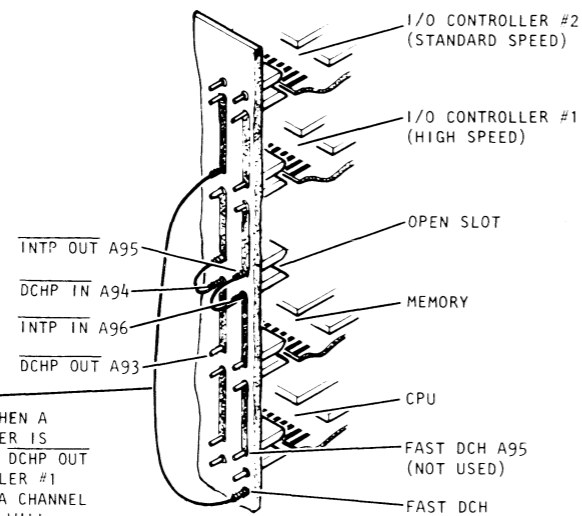 I/O CONTROLLER #2
(STANDARD SPEED)
I/O CONTROLLER #1
(HIGH SPEED)
OPEN SLOT
MEMORY
CPU
FAST DCH A95
(NOT USED)
FAST DCH
INTP OUT A95
DCHP IN A94
INTP IN A96
DCHP OUT A93
HEN A
ER IS
DCHP OUT
LER #1
A CHANNEL